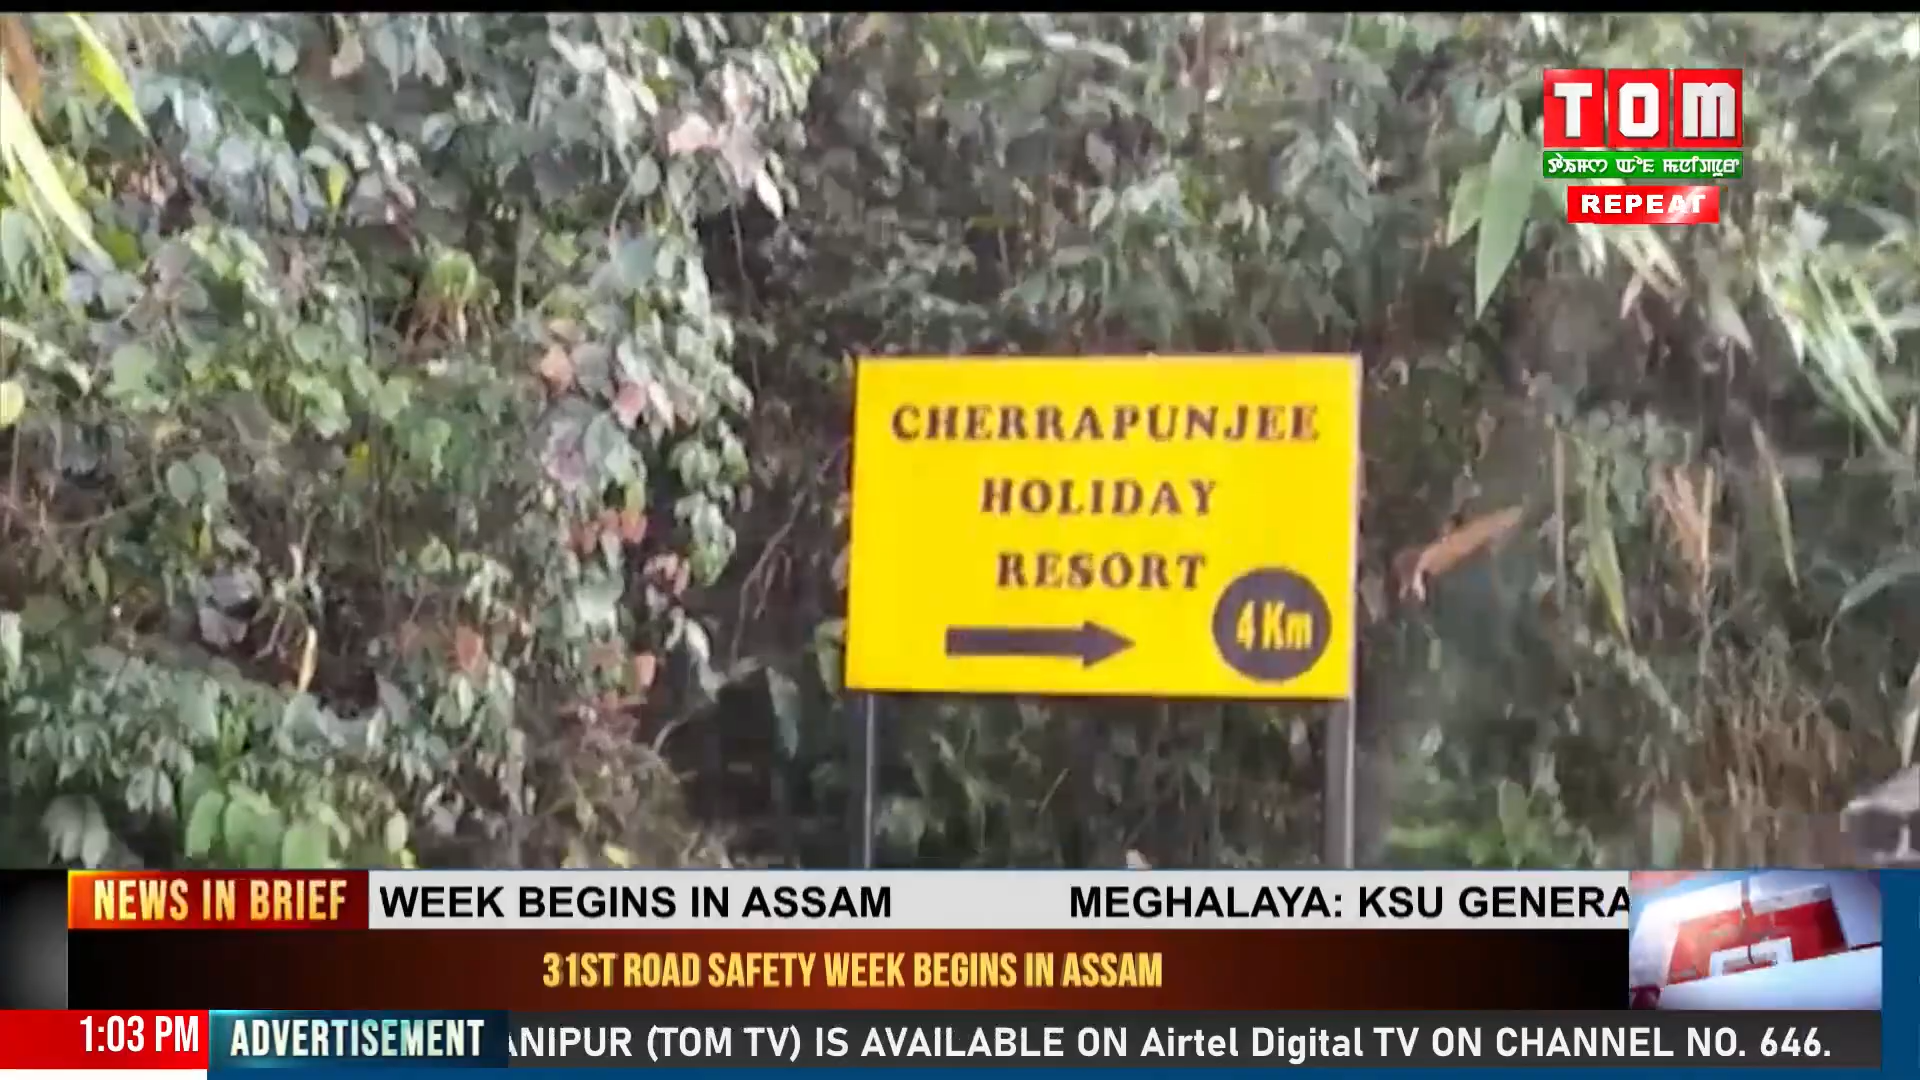 TOM
REPEAT
CHERRAPUNJEE
HOLIDAY
RESORT
4 Km
NEWS IN BRIEF
WEEK BEGINS IN ASSAM MEGHALAYA: KSU GENERA
31ST ROAD SAFETY WEEK BEGINS IN ASSAM
1:03 PM
ADVERTISEMENT
ANIPUR (TOM TV) IS AVAILABLE ON Airtel Digital TV ON CHANNEL NO. 646.